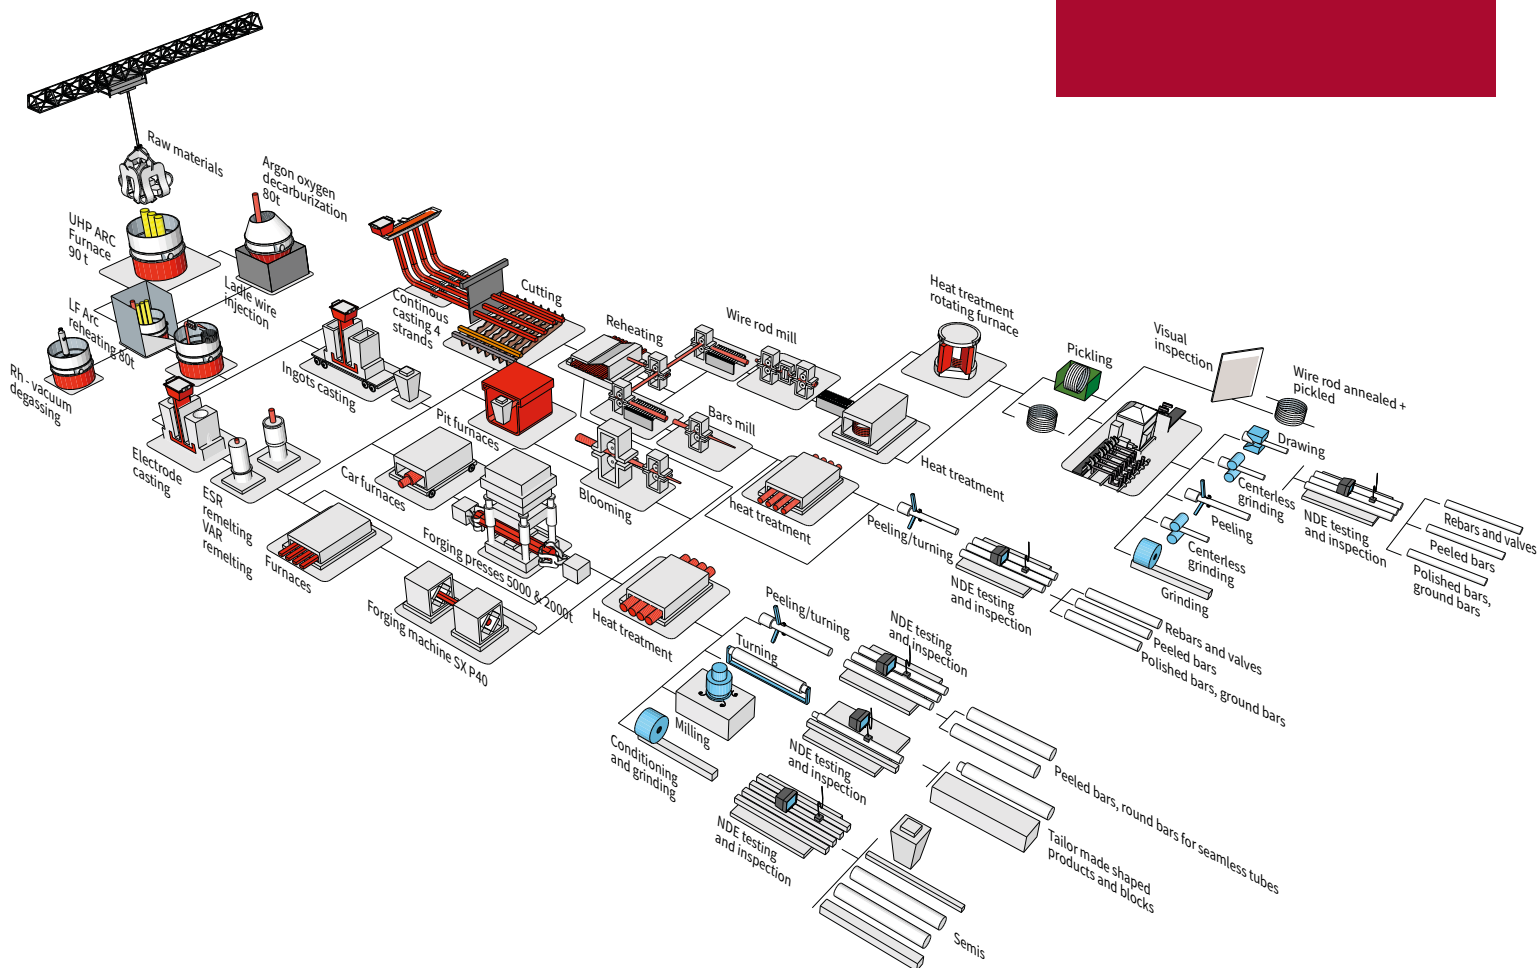 Raw materials
Argon oxygen
decarburization
80t
UHP ARC
Furnace
90 t
Ladle wire
injection
LF Arc
reheating 80t
Rh - vacuum
degassing
Continous
casting 4
strands
Cutting
Ingots casting
Electrode
casting
ESR
remelting
VAR
remelting
Reheating
Wire rod mill
Pit furnaces
Bars mill
Car furnaces
Blooming
Forging presses 5000 & 2000t
Furnaces
Forging machine SX P40
Heat treatment
rotating furnace
Heat treatment
heat treatment
Heat treatment
Pickling
Visual
inspection
Wire rod annealed +
pickled
Drawing
Centerless
grinding
Peeling
Centerless
grinding
Grinding
NDE testing
and inspection
Rebars and valves
Peeled bars
Polished bars,
ground bars
Peeling/turning
NDE testing
and inspection
Rebars and valves
Peeled bars
Polished bars, ground bars
Peeling/turning
Turning
Milling
Conditioning
and grinding
NDE testing
and inspection
NDE testing
and inspection
NDE testing
and inspection
Peeled bars, round bars for seamless tubes
Tailor made shaped
products and blocks
Semis